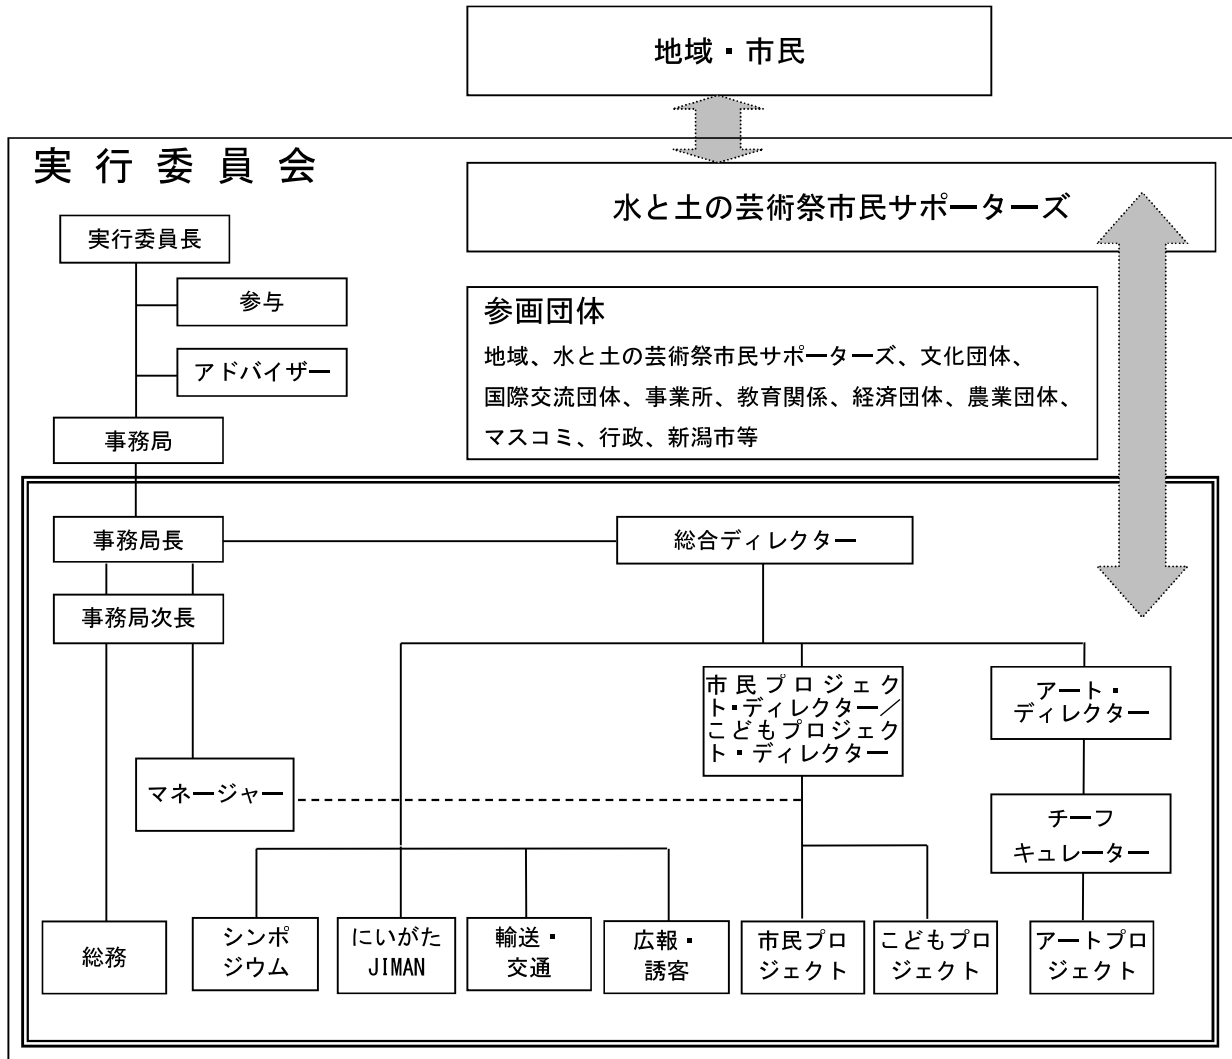 地域・市民
実行委員会
水と土の芸術祭市民サポーターズ
実行委員長
参与
アドバイザー
事務局
参画団体
地域、水と土の芸術祭市民サポーターズ、文化団体、
国際交流団体、事業所、教育関係、経済団体、農業団体、
マスコミ、行政、新潟市等
事務局長
総合ディレクター
事務局次長
市民プロジェク
ト・ディレクター／
こどもプロジェク
ト・ディレクター
アート・
ディレクター
マネージャー
チーフ
キュレーター
総務
シンポ
ジウム
にいがた
JIMAN
輸送・
交通
広報・
誘客
市民プロ
ジェクト
こどもプロ
ジェクト
アートプロ
ジェクト